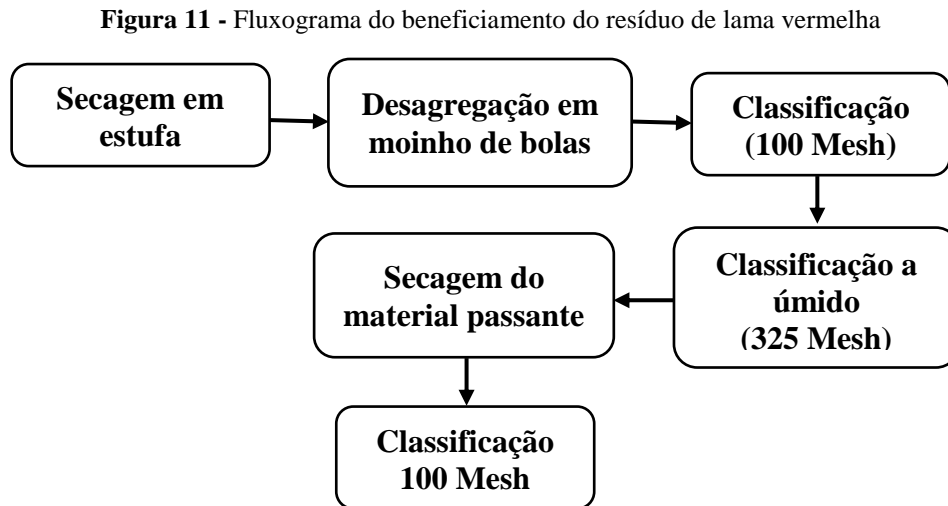 Figura 11 - Fluxograma do beneficiamento do resíduo de lama vermelha
Secagem em
estufa
Desagregação em
moinho de bolas
Classificação
(100 Mesh)
Classificação a
úmido
(325 Mesh)
Secagem do
material passante
Classificação
100 Mesh